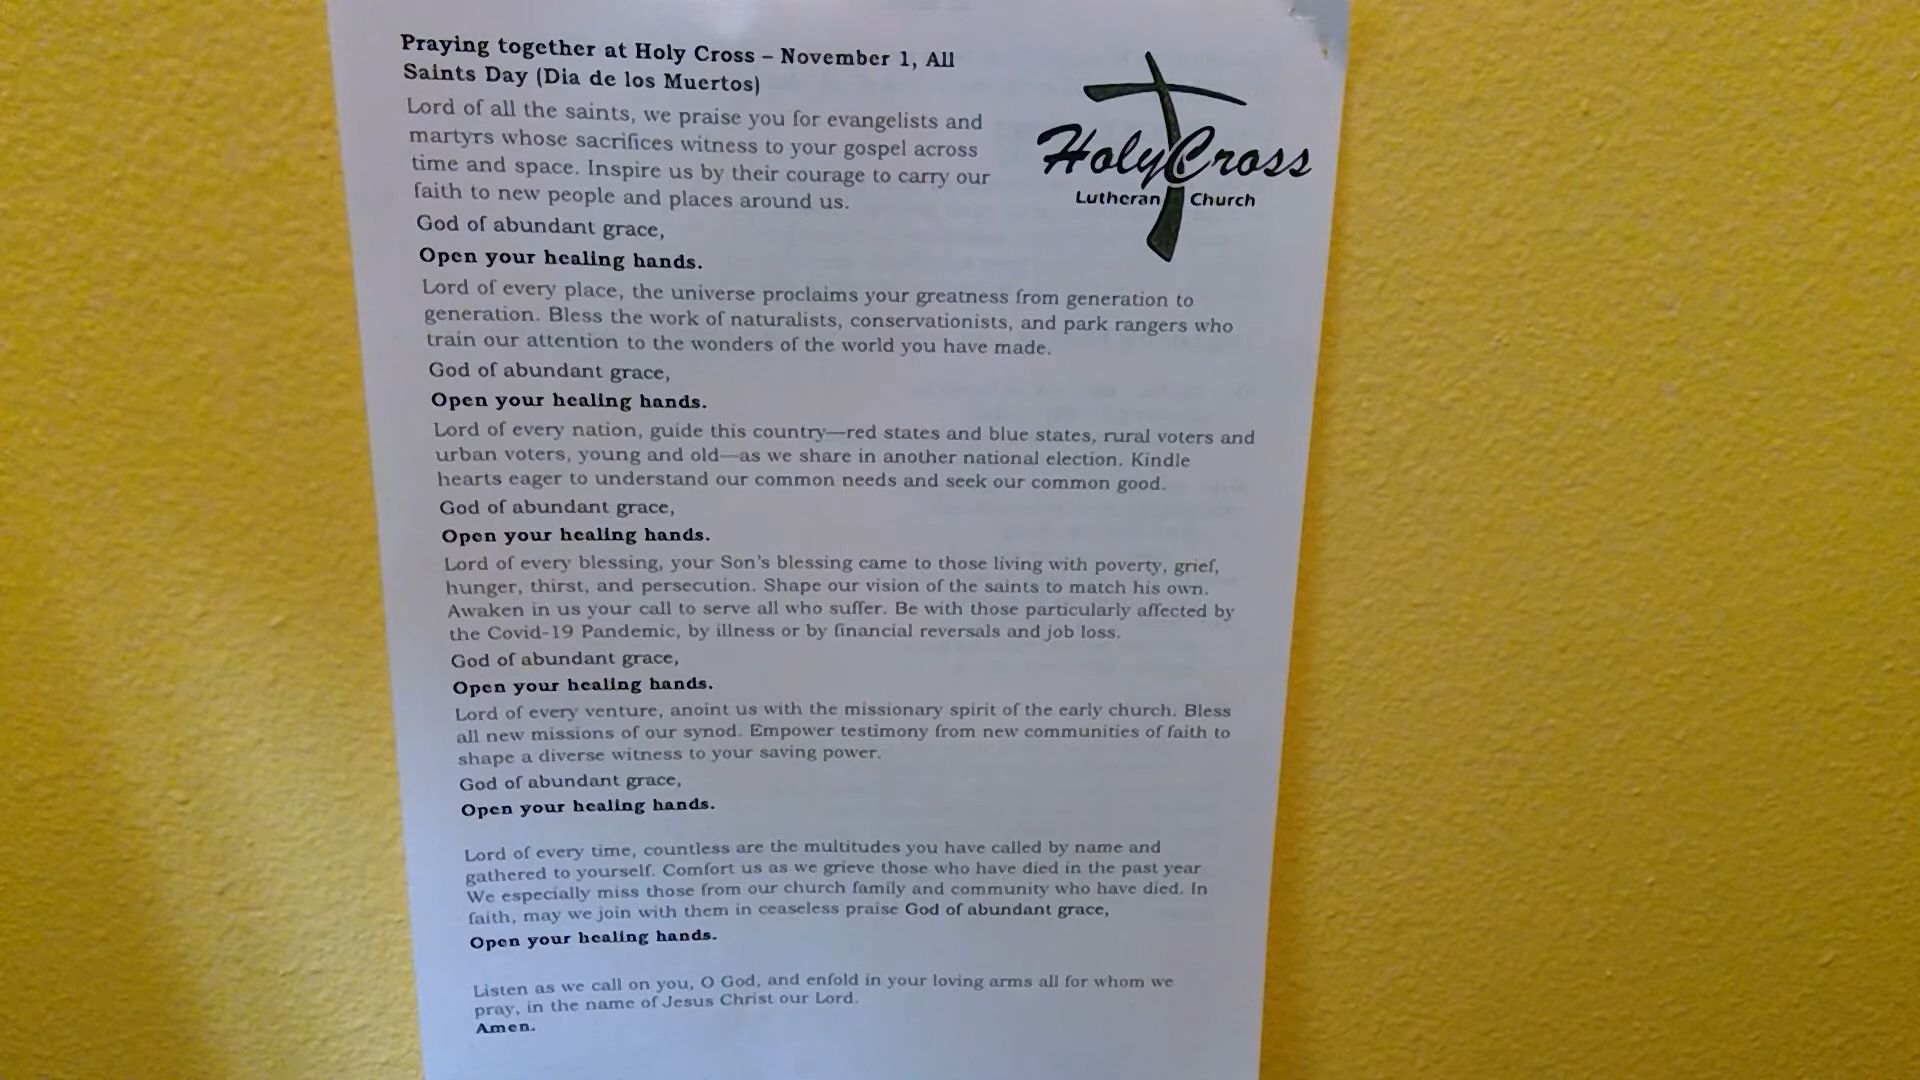 Praying together at Holy Cross – November 1, All
Saints Day (Dia de los Muertos)
HolyCross
Lutheran Church
Lord of all the saints, we praise you for evangelists and
martyrs whose sacrifices witness to your gospel across
time and space. Inspire us by their courage to carry our
faith to new people and places around us.
God of abundant grace,
Open your healing hands.
Lord of every place, the universe proclaims your greatness from generation to
generation. Bless the work of naturalists, conservationists, and park rangers who
train our attention to the wonders of the world you have made.
God of abundant grace,
Open your healing hands.
Lord of every nation, guide this country—red states and blue states, rural voters and
urban voters, young and old—as we share in another national election. Kindle
hearts eager to understand our common needs and seek our common good.
God of abundant grace,
Open your healing hands.
Lord of every blessing, your Son's blessing came to those living with poverty, grief,
hunger, thirst, and persecution. Shape our vision of the saints to match his own.
Awaken in us your call to serve all who suffer. Be with those particularly affected by
the Covid-19 Pandemic, by illness or by financial reversals and job loss.
God of abundant grace,
Open your healing hands.
Lord of every venture, anoint us with the missionary spirit of the early church. Bless
all new missions of our synod. Empower testimony from new communities of faith to
shape a diverse witness to your saving power.
God of abundant grace,
Open your healing hands.
Lord of every time, countless are the multitudes you have called by name and
gathered to yourself. Comfort us as we grieve those who have died in the past year
We especially miss those from our church family and community who have died. In
faith, may we join with them in ceaseless praise God of abundant grace,
Open your healing hands.
Listen as we call on you, O God, and enfold in your loving arms all for whom we
pray, in the name of Jesus Christ our Lord.
Amen.